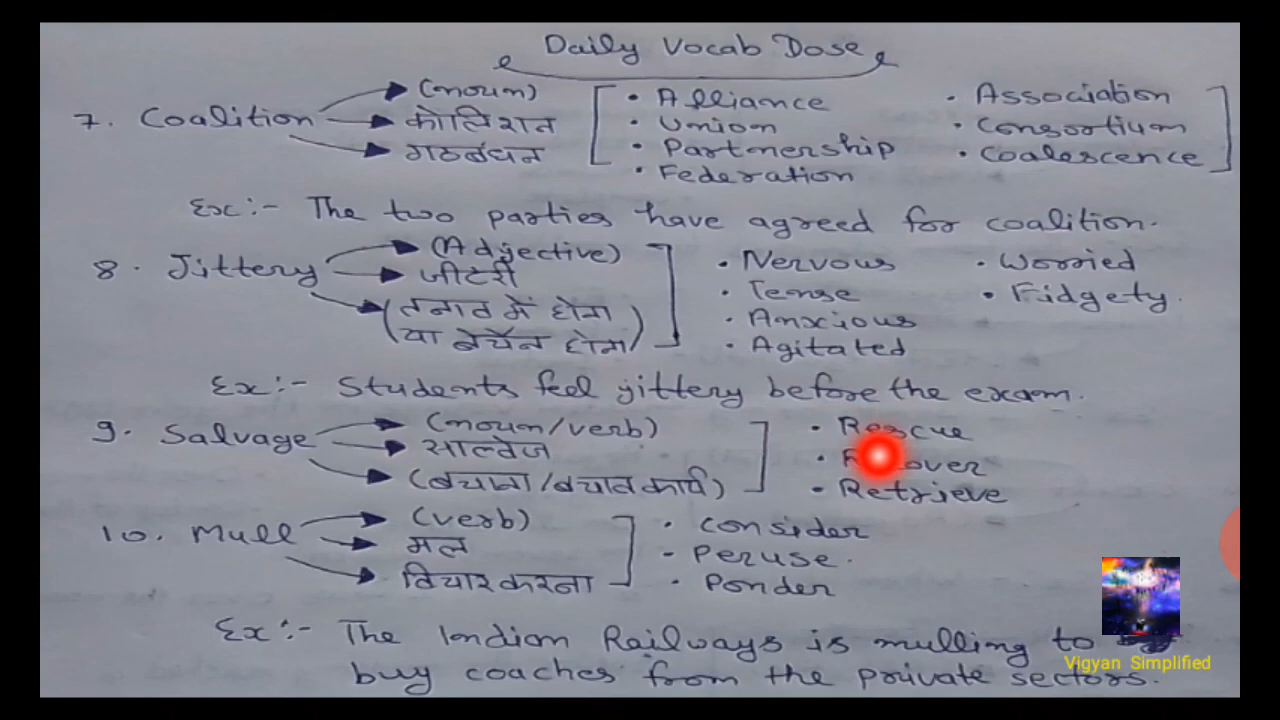 Daily Vocab Dose
7. Coalition (noun) • Alliance • Association
कोलिशन • Union • Consortium
गठबंधन • Partnership • Coalescence
• Federation
Ex:- The two parties have agreed for coalition.
8. Jittery (Adjective) • Nervous • Worried
जीटरी • Tense • Fidgety
(तनाव में होना • Anxious
या बेचैन होना) • Agitated
Ex:- Students feel jittery before the exam.
9. Salvage (noun/verb) • Rescue
साल्वेज
(बचाना/बचाव कार्य) • Retrieve
10. Mull (verb) • Consider
मल - Peruse
विचार करना • Ponder
Ex:- The Indian Railways is mulling to
buy coaches from the private sectors.
Vigyan Simplified